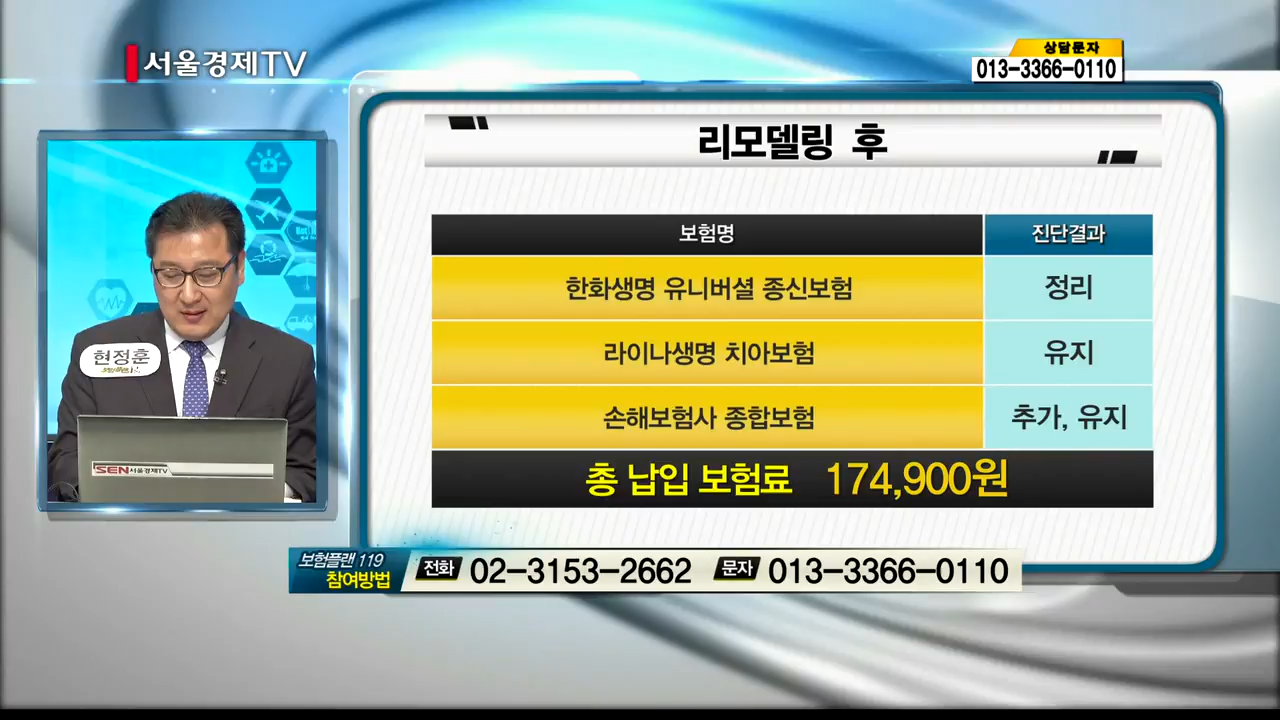 서울경제TV
상담문자
013-3366-0110
리모델링 후
보험명 진단결과
한화생명 유니버셜 종신보험 정리
라이나생명 치아보험 유지
손해보험사 종합보험 추가, 유지
총 납입 보험료 174,900원
현정훈
SEN 서울경제TV
보험플랜 119
참여방법
전화 02-3153-2662 문자 013-3366-0110